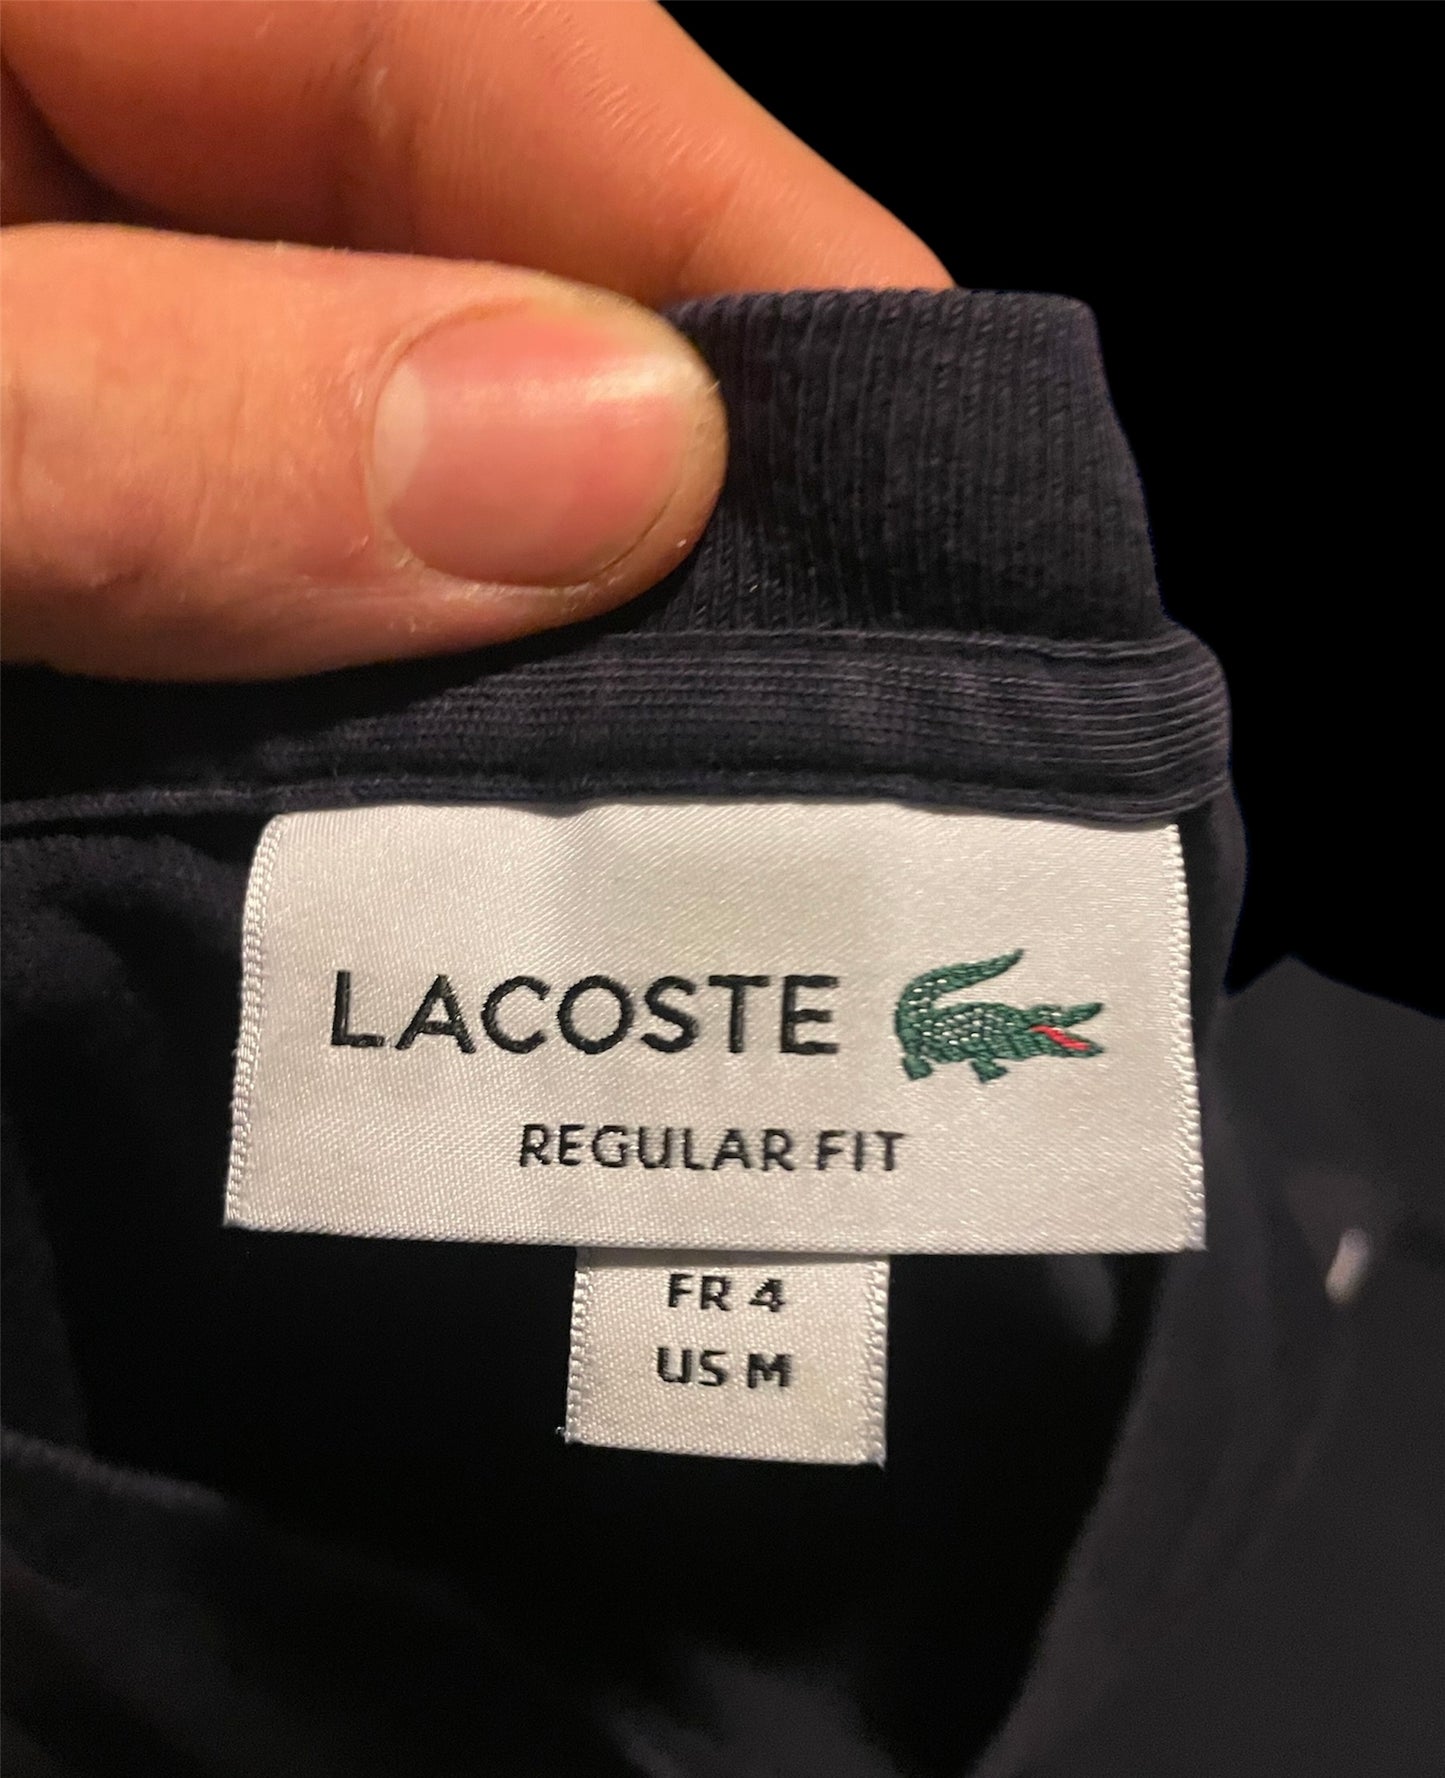 LACOSTE
REGULAR FIT
FR 4
US M